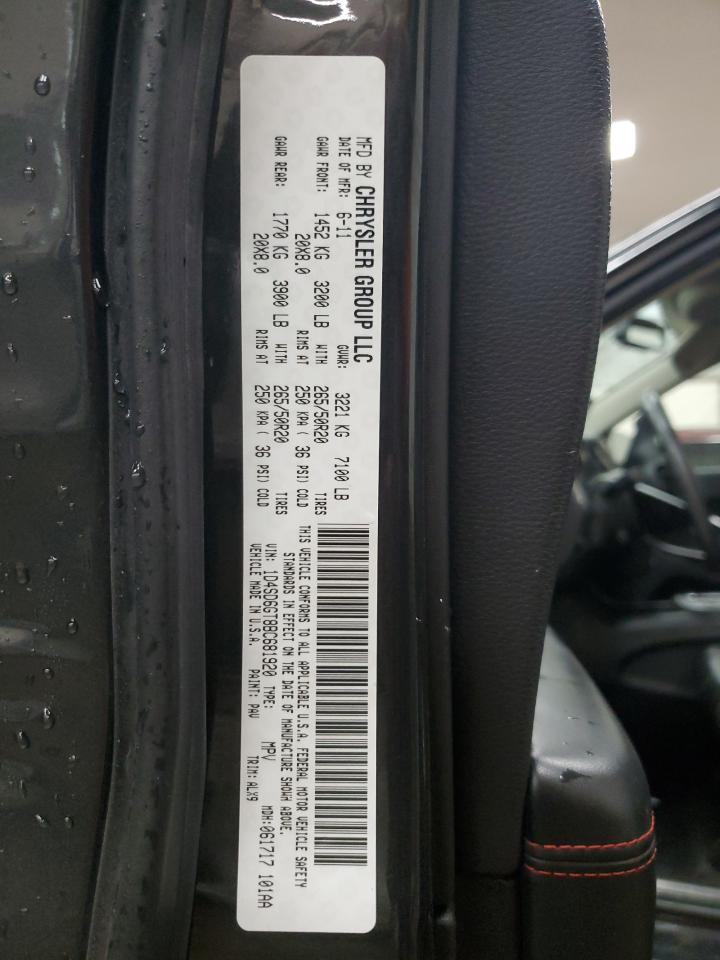 MFD BY CHRYSLER GROUP LLC
DATE OF MFR: 6-11 GVWR: 3221 KG 7100 LB
GAWR FRONT: 1452 KG 3200 LB WITH 265/50R20 TIRES
20X8.0 RIMS AT 250 KPA ( 36 PSI) COLD
GAWR REAR: 1770 KG 3900 LB WITH 265/50R20 TIRES
20X8.0 RIMS AT 250 KPA ( 36 PSI) COLD
THIS VEHICLE CONFORMS TO ALL APPLICABLE U.S.A. FEDERAL MOTOR VEHICLE SAFETY
STANDARDS IN EFFECT ON THE DATE OF MANUFACTURE SHOWN ABOVE.
VIN: 1D4SD6GT8BC681920 TYPE: MPV MDH:061717 101AA
VEHICLE MADE IN U.S.A. PAINT: PAV TRIM: ALX9